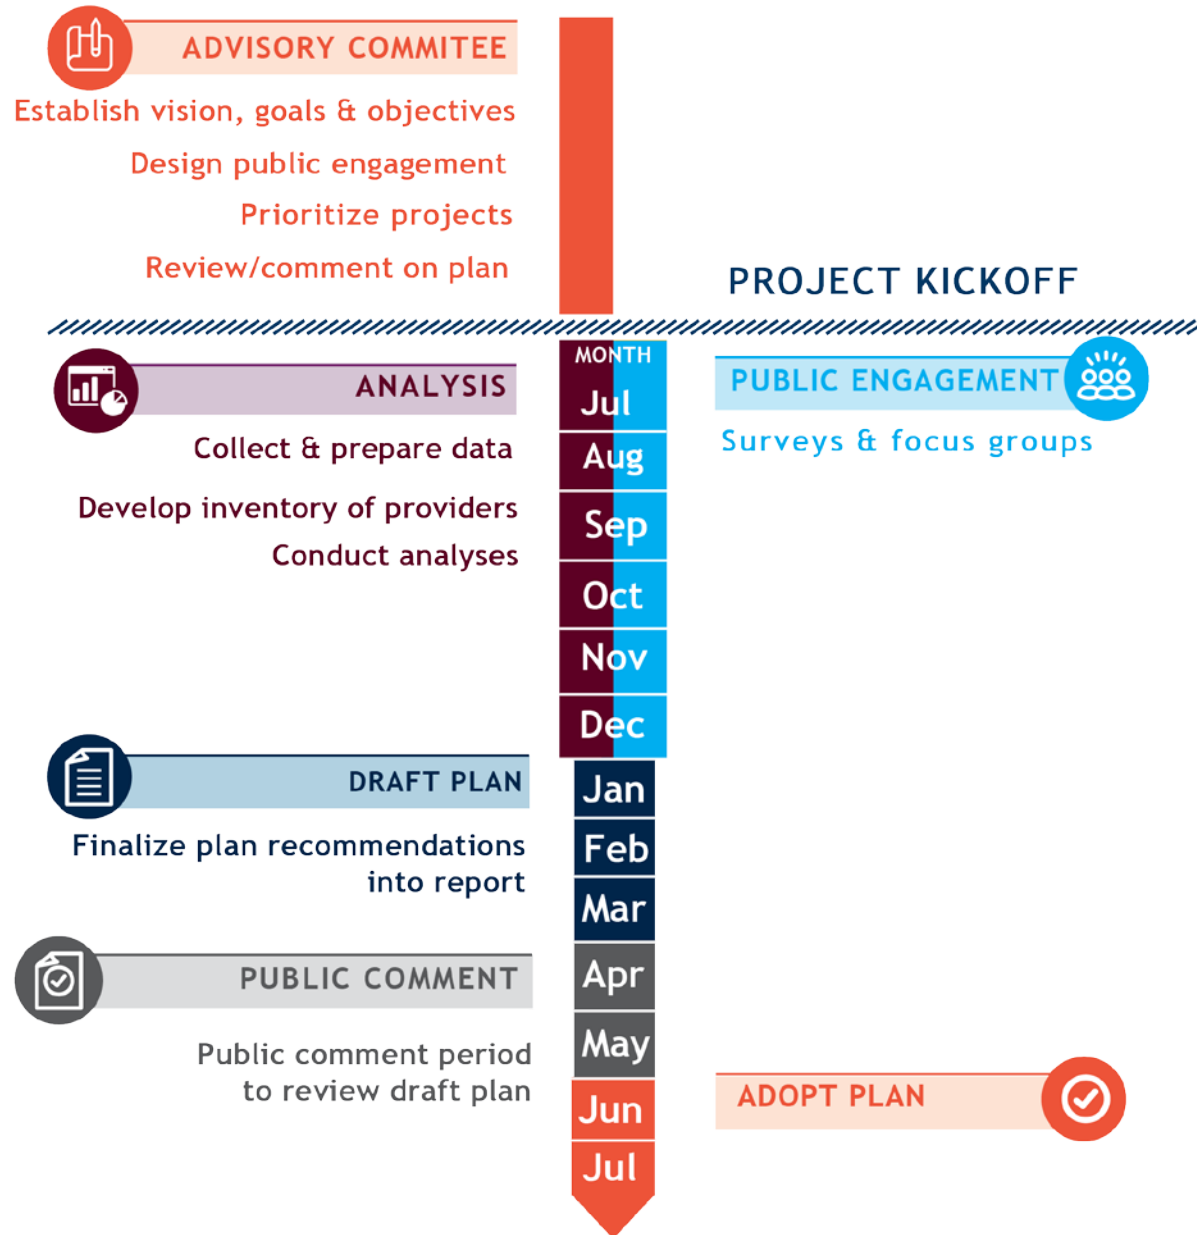 ADVISORY COMMITEE
Establish vision, goals & objectives
Design public engagement
Prioritize projects
Review/comment on plan
PROJECT KICKOFF
MONTH
ANALYSIS
Collect & prepare data
Develop inventory of providers
Conduct analyses
PUBLIC ENGAGEMENT
Surveys & focus groups
Jul
Aug
Sep
Oct
Nov
Dec
DRAFT PLAN
Finalize plan recommendations
into report
Jan
Feb
Mar
PUBLIC COMMENT
Public comment period
to review draft plan
Apr
May
Jun
Jul
ADOPT PLAN